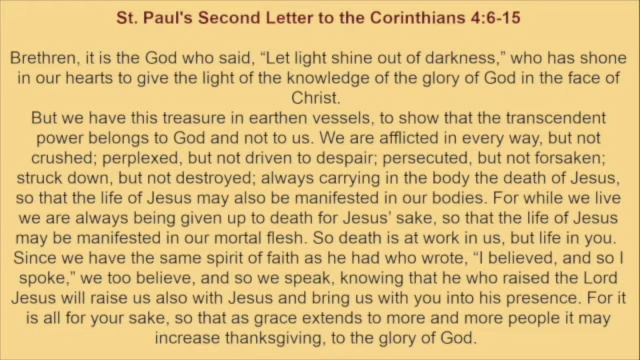 St. Paul's Second Letter to the Corinthians 4:6-15
Brethren, it is the God who said, “Let light shine out of darkness,” who has shone
in our hearts to give the light of the knowledge of the glory of God in the face of
Christ.
But we have this treasure in earthen vessels, to show that the transcendent
power belongs to God and not to us. We are afflicted in every way, but not
crushed; perplexed, but not driven to despair; persecuted, but not forsaken;
struck down, but not destroyed; always carrying in the body the death of Jesus,
so that the life of Jesus may also be manifested in our bodies. For while we live
we are always being given up to death for Jesus’ sake, so that the life of Jesus
may be manifested in our mortal flesh. So death is at work in us, but life in you.
Since we have the same spirit of faith as he had who wrote, “I believed, and so I
spoke,” we too believe, and so we speak, knowing that he who raised the Lord
Jesus will raise us also with Jesus and bring us with you into his presence. For it
is all for your sake, so that as grace extends to more and more people it may
increase thanksgiving, to the glory of God.